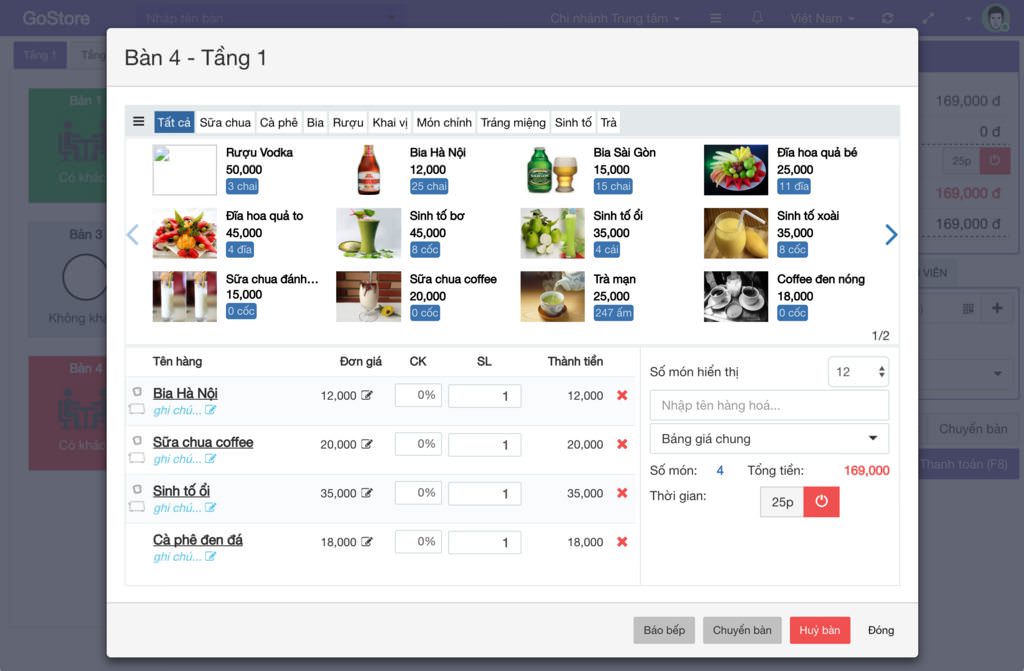 GoStore
Nhập tên bàn
Chi nhánh Trung tâm
Việt Nam
Tầng 1
Tầng
Bàn 1
Có khác
Bàn 3
Không khá
Bàn 4
Có khác
169,000 đ
0 đ
25p
169,000 đ
169,000 đ
VIÊN
Chuyển bàn
Thanh toán (F8)
Bàn 4 - Tầng 1
Tất cả Sữa chua Cà phê Bia Rượu Khai vị Món chính Tráng miệng Sinh tố Trà
Rượu Vodka
50,000
3 chai
Bia Hà Nội
12,000
25 chai
Bia Sài Gòn
15,000
15 chai
Đĩa hoa quả bé
25,000
11 đĩa
Đĩa hoa quả to
45,000
4 đĩa
Sinh tố bơ
45,000
8 cốc
Sinh tố ổi
35,000
4 cái
Sinh tố xoài
35,000
8 cốc
Sữa chua đánh...
15,000
0 cốc
Sữa chua coffee
20,000
0 cốc
Trà mạn
25,000
247 ấm
Coffee đen nóng
18,000
0 cốc
1/2
Tên hàng Đơn giá CK SL Thành tiền
Bia Hà Nội 12,000 0% 1 12,000
ghi chú...
Sữa chua coffee 20,000 0% 1 20,000
ghi chú...
Sinh tố ổi 35,000 0% 1 35,000
ghi chú...
Cà phê đen đá 18,000 0% 1 18,000
ghi chú...
Số món hiển thị 12
Nhập tên hàng hoá...
Bảng giá chung
Số món: 4 Tổng tiền: 169,000
Thời gian: 25p
Báo bếp Chuyển bàn Huỷ bàn Đóng